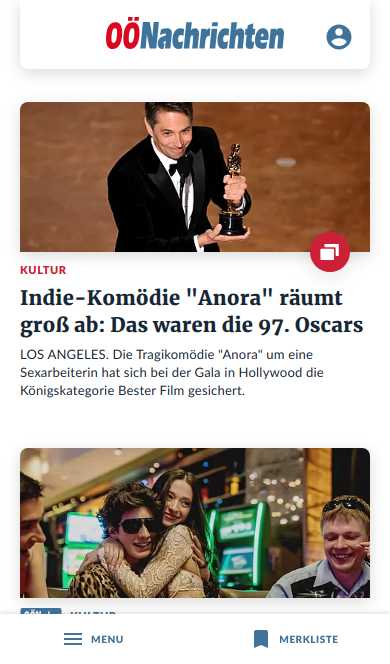 OÖNachrichten
KULTUR
Indie-Komödie "Anora" räumt
groß ab: Das waren die 97. Oscars
LOS ANGELES. Die Tragikomödie "Anora" um eine
Sexarbeiterin hat sich bei der Gala in Hollywood die
Königskategorie Bester Film gesichert.
KULTUR
MENU
MERKLISTE